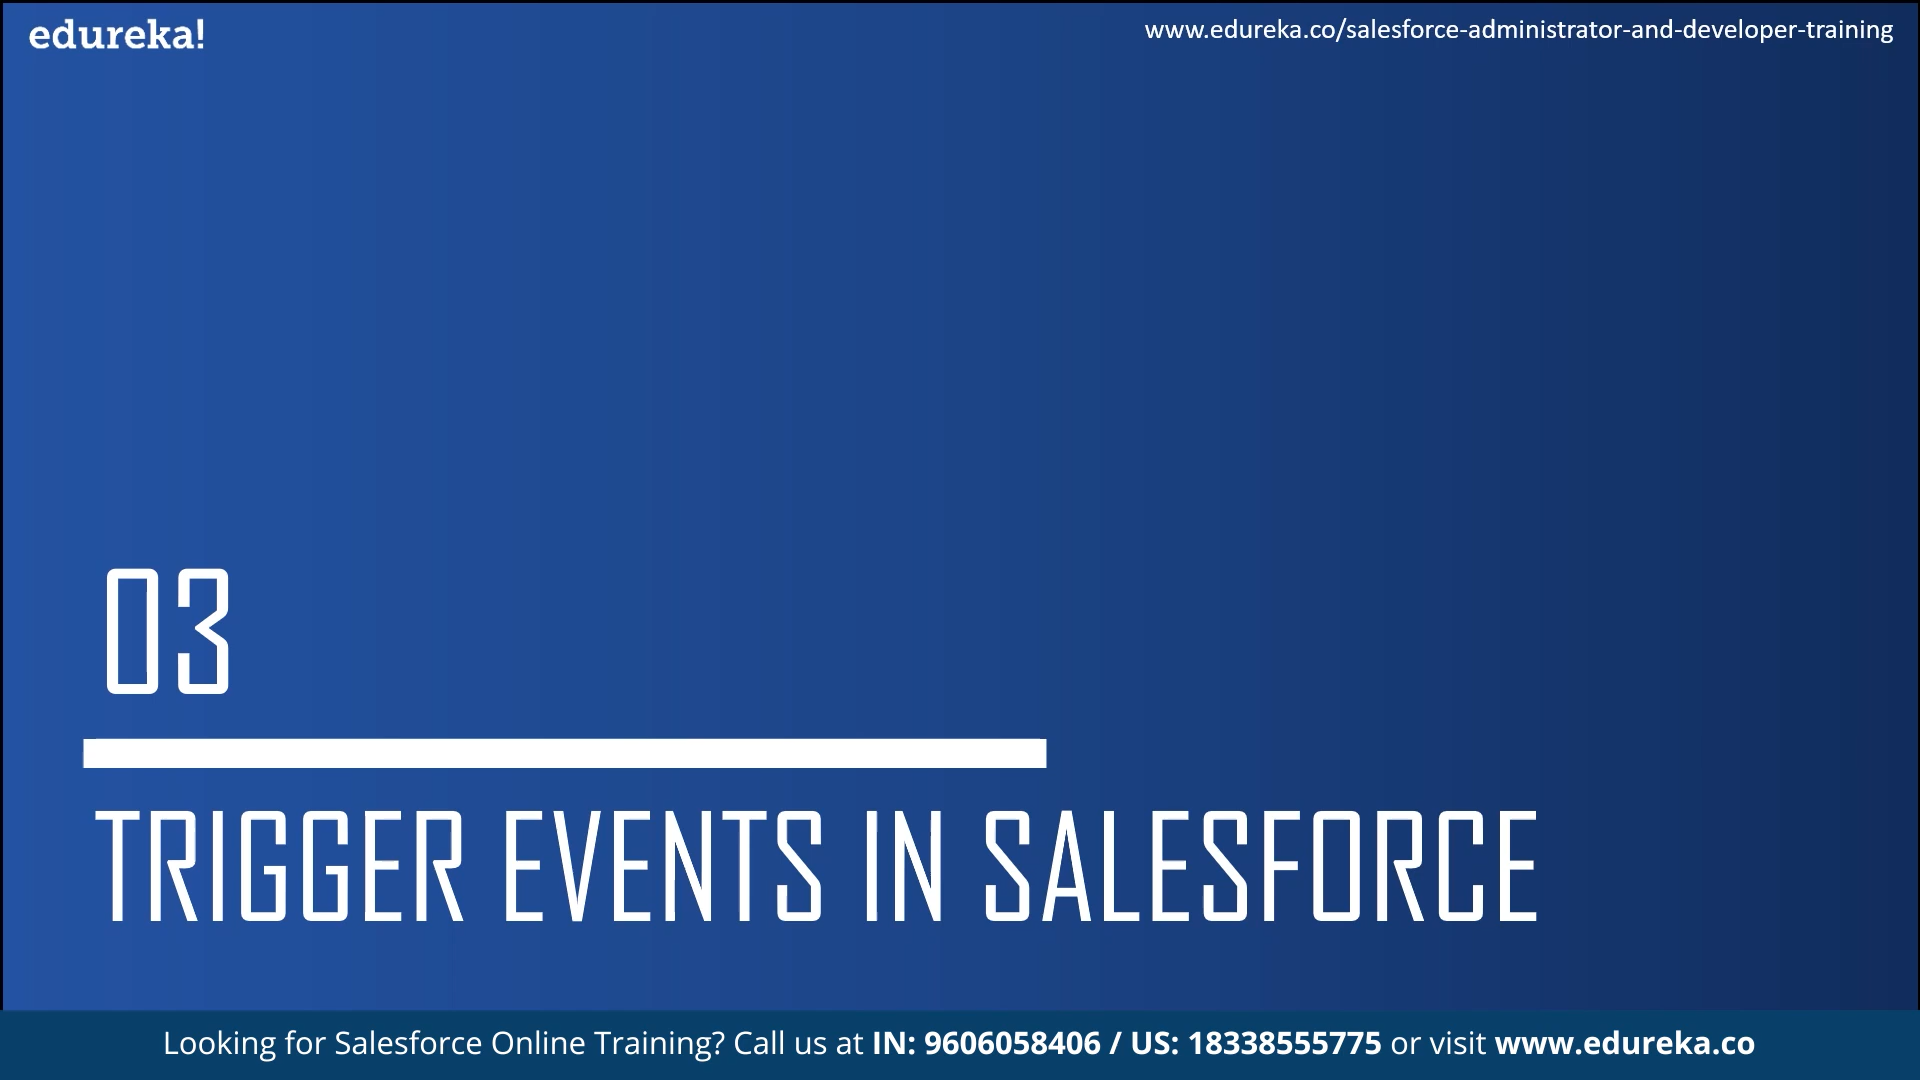 edureka!
www.edureka.co/salesforce-administrator-and-developer-training
03
TRIGGER EVENTS IN SALESFORCE
Looking for Salesforce Online Training? Call us at IN: 9606058406 / US: 18338555775 or visit www.edureka.co